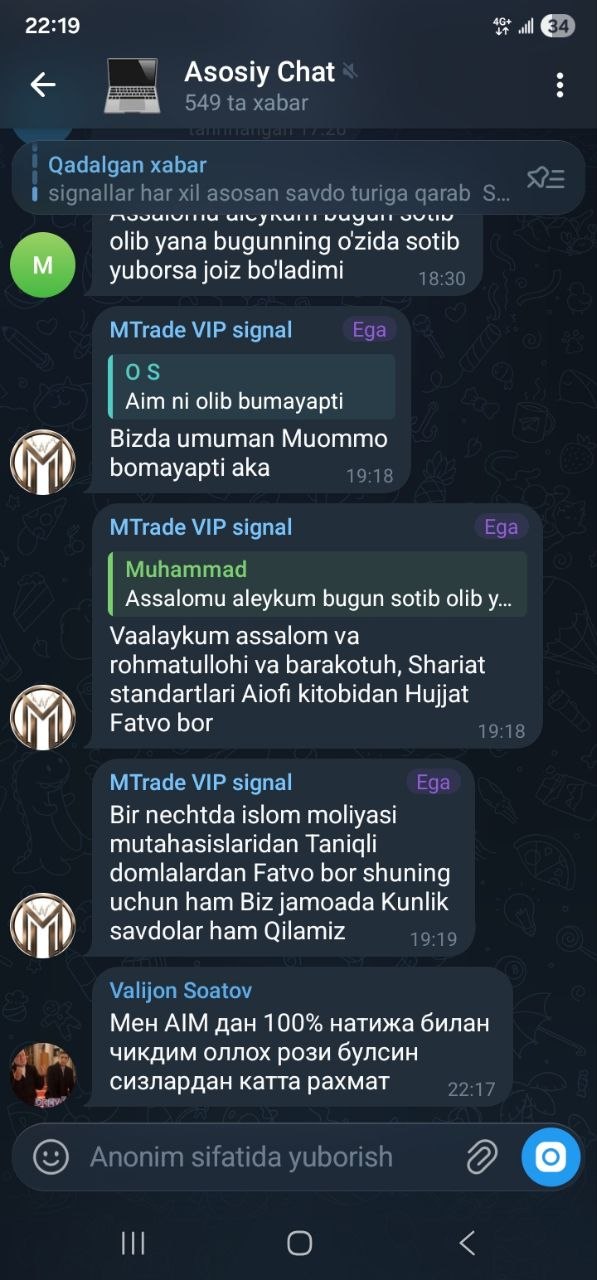 22:19
4G+
34
Asosiy Chat
549 ta xabar
tahrirlangan 17:20
Qadalgan xabar
signallar har xil asosan savdo turiga qarab S...
Assalomu aleykum bugun sotib
olib yana bugunning o'zida sotib
yuborsa joiz bo'ladimi
18:30
M
MTrade VIP signal
Ega
O S
Aim ni olib bumayapti
Bizda umuman Muommo
bomayapti aka
19:18
MTrade VIP signal
Ega
Muhammad
Assalomu aleykum bugun sotib olib y...
Vaalaykum assalom va
rohmatullohi va barakotuh, Shariat
standartlari Aiofi kitobidan Hujjat
Fatvo bor
19:18
MTrade VIP signal
Ega
Bir nechtda islom moliyasi
mutahasislaridan Taniqli
domlalardan Fatvo bor shuning
uchun ham Biz jamoada Kunlik
savdolar ham Qilamiz
19:19
Valijon Soatov
Мен AIM дан 100% натижа билан
чикдим оллох рози булсин
сизлардан катта рахмат
22:17
Anonim sifatida yuborish